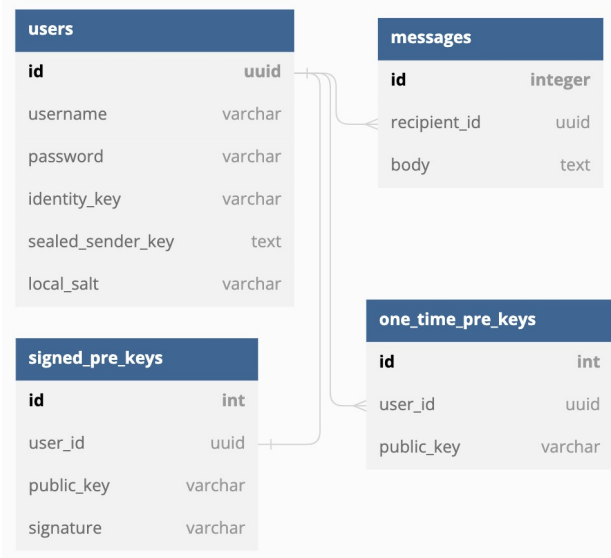 users
id uuid
username varchar
password varchar
identity_key varchar
sealed_sender_key text
local_salt varchar
messages
id integer
recipient_id uuid
body text
signed_pre_keys
id int
user_id uuid
public_key varchar
signature varchar
one_time_pre_keys
id int
user_id uuid
public_key varchar